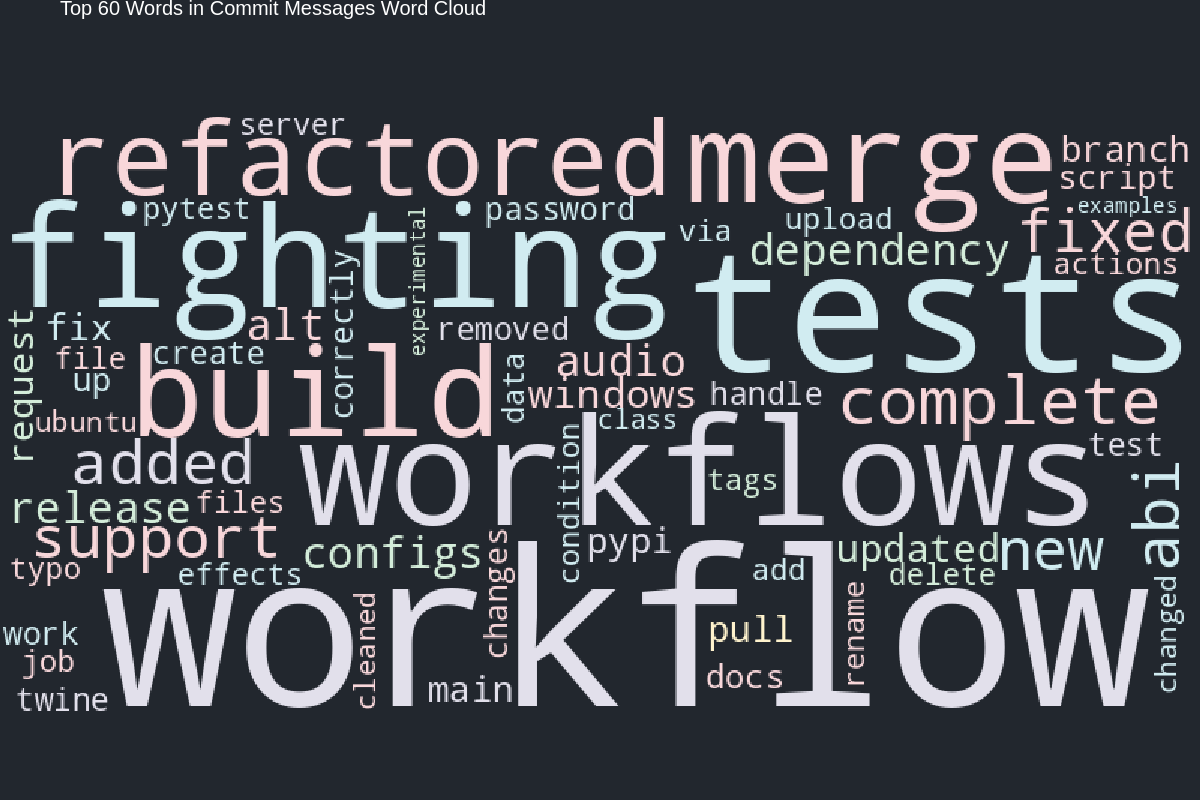 Top 60 Words in Commit Messages Word Cloud
server
refactored
merge
branch
script
pytest
password
examples
fighting
experimental
via
upload
fixed
dependency
actions
tests
correctly
request
fix
alt
removed
file
create
up
build
data
audio
windows
handle
complete
ubuntu
class
workflows
test
added
condition
tags
abi
release
files
support
configs
changes
pypi
updated
new
typo
effects
add
delete
workflow
work
cleaned
pull
rename
changed
job
docs
twine
main